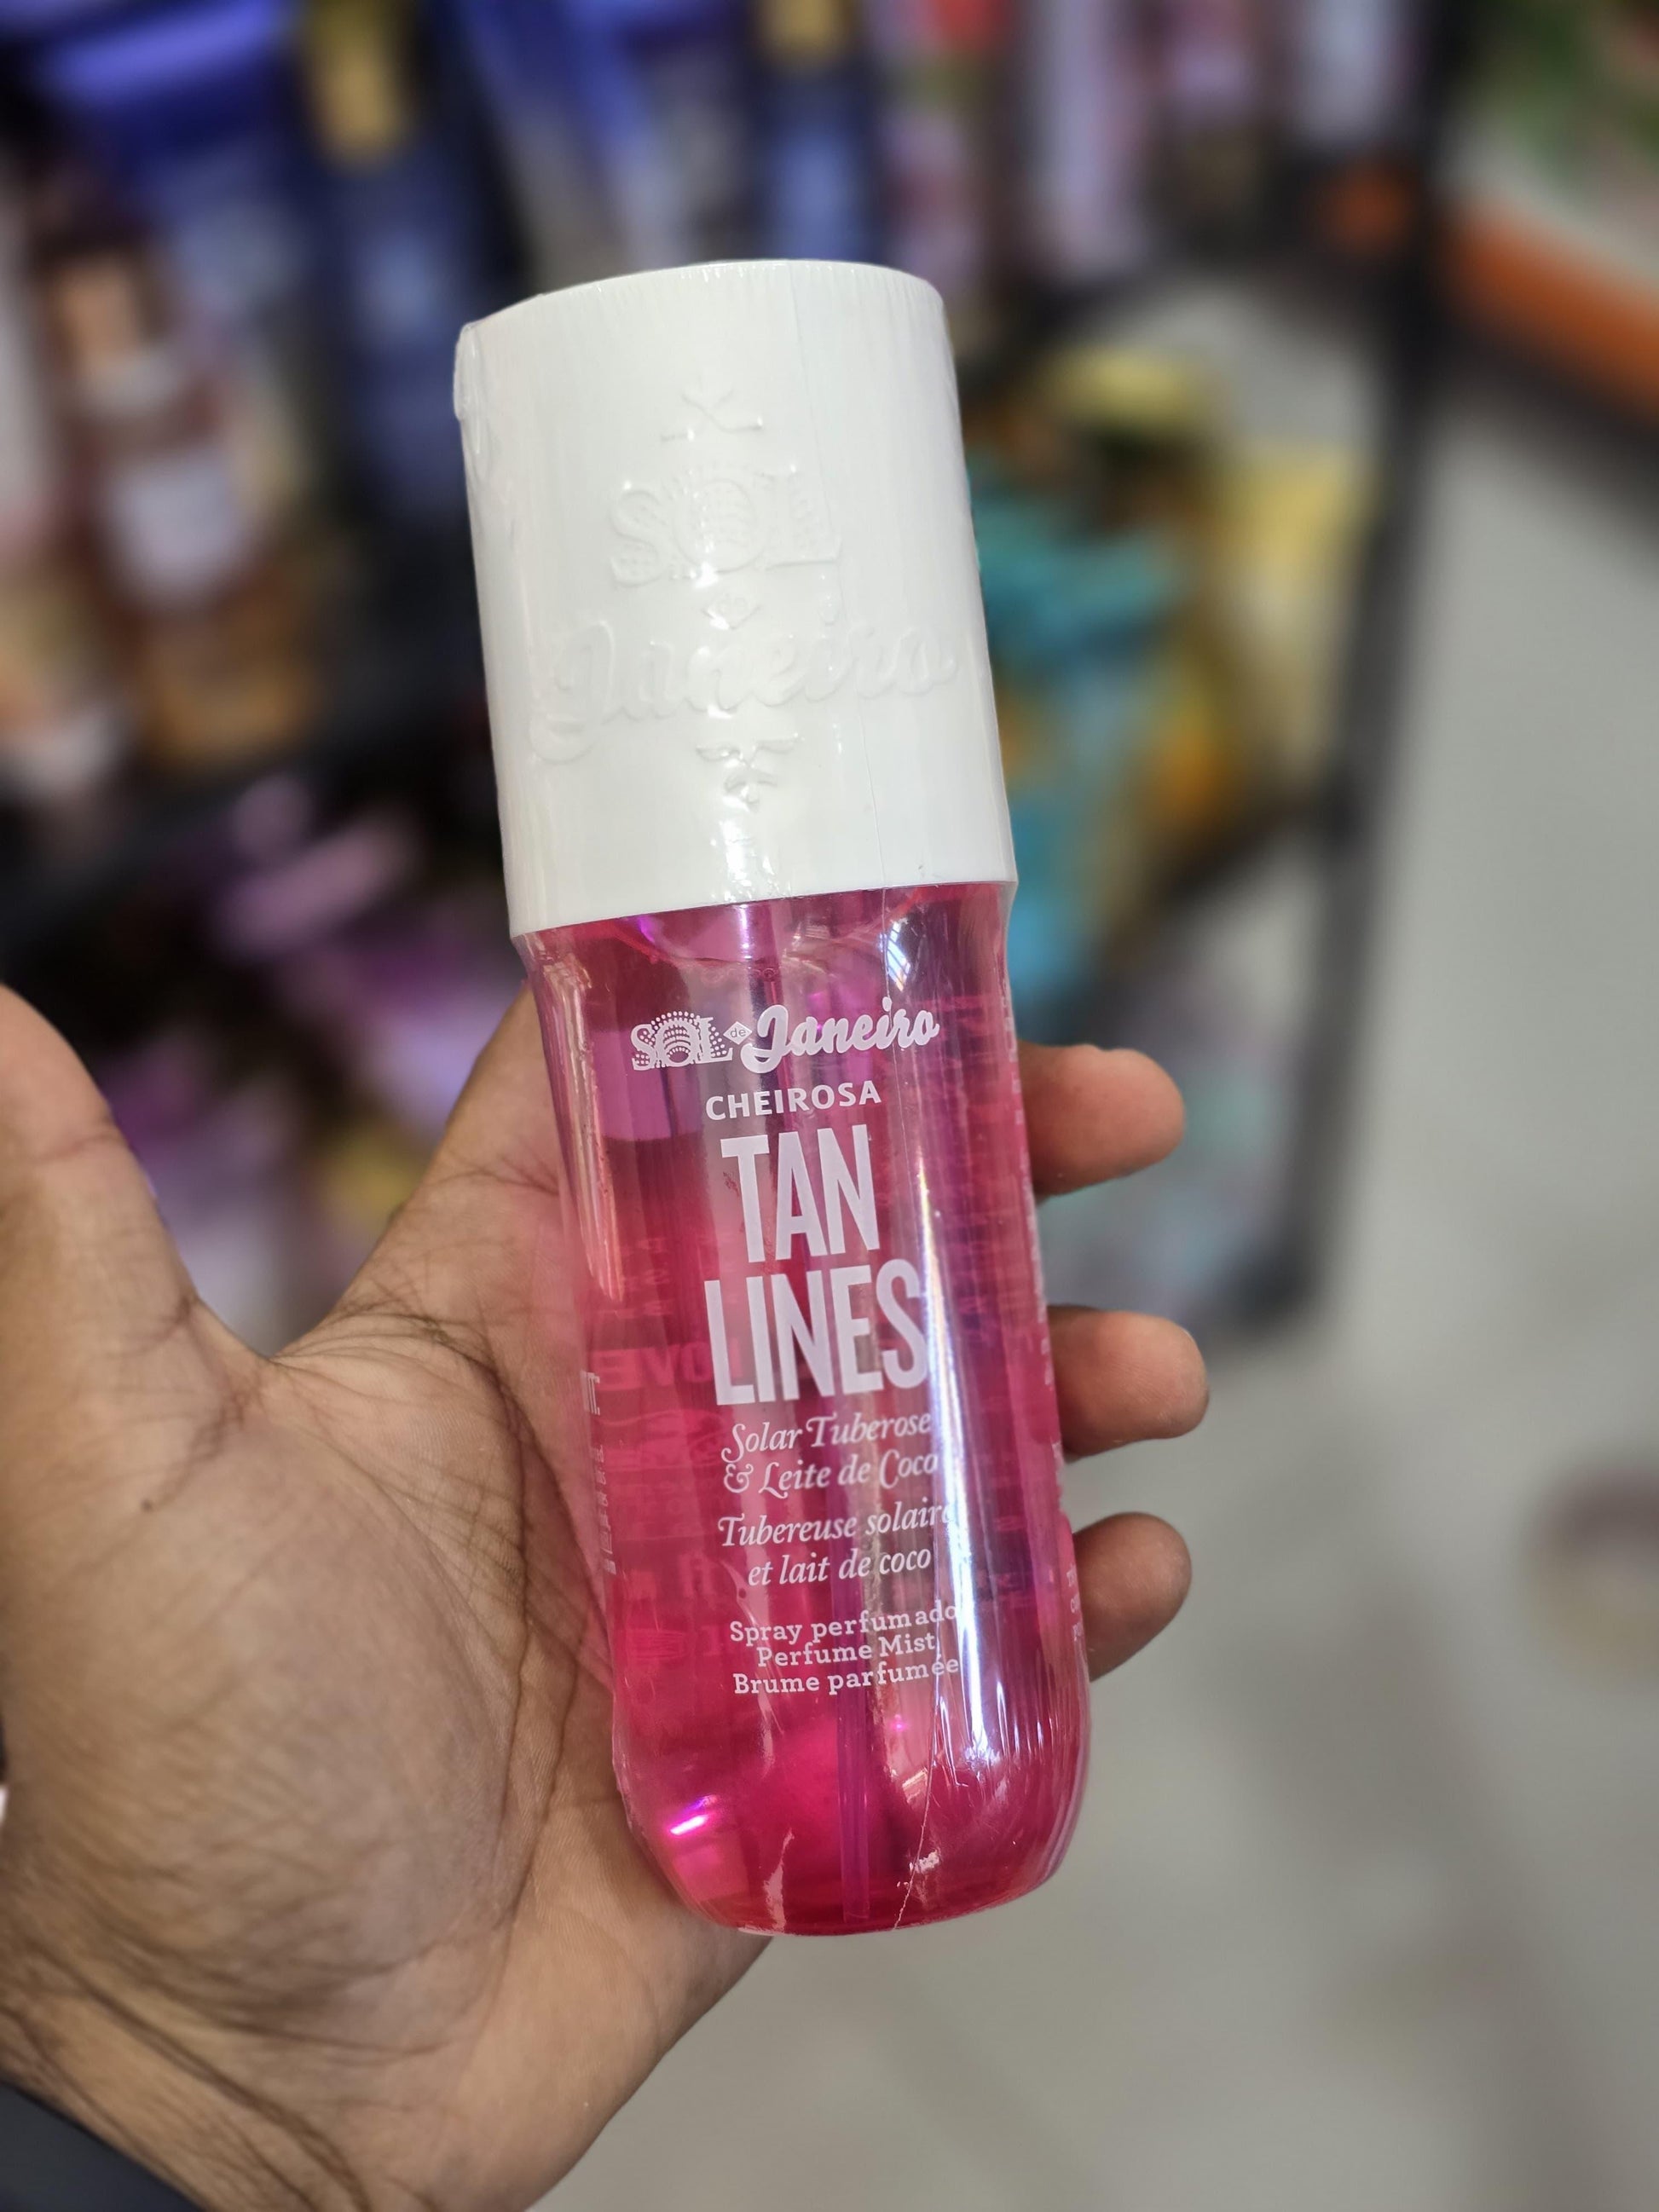 SOL
de
Janeiro
SOL de Janeiro
CHEIROSA
TAN
LINES
Solar Tuberose
& Leite de Coco
Tubereuse solaire
et lait de coco
Spray perfumado
Perfume Mist
Brume parfumée